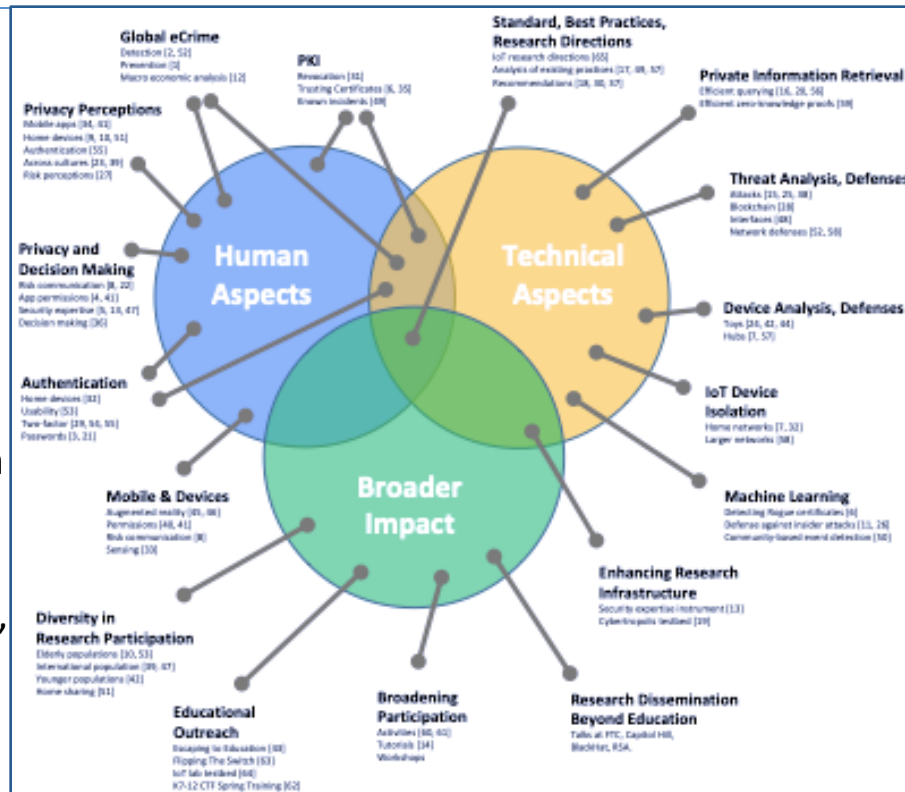 Global eCrime
Detection [2, 52]
Prevention [1]
Macro economic analysis [12]
PKI
Revocation [31]
Trusting Certificates [6, 35]
Known incidents [49]
Standard, Best Practices,
Research Directions
IoT research directions [65]
Analysis of existing practices [17, 49, 57]
Recommendations [18, 30, 37]
Private Information Retrieval
Efficient querying [16, 20, 56]
Efficient zero-knowledge proofs [59]
Privacy Perceptions
Mobile apps [34, 41]
Home devices [9, 10, 51]
Authentication [55]
Across cultures [23, 39]
Risk perceptions [27]
Threat Analysis, Defenses
Attacks [15, 25, 38]
Blockchain [28]
Interfaces [48]
Network defenses [52, 58]
Privacy and
Decision Making
Risk communication [8, 22]
App permissions [4, 41]
Security expertise [5, 13, 47]
Decision making [36]
Human
Aspects
Technical
Aspects
Device Analysis, Defenses
Toys [24, 42, 44]
Hubs [7, 57]
Authentication
Home devices [32]
Usability [53]
Two-factor [29, 54, 55]
Passwords [3, 21]
IoT Device
Isolation
Home networks [7, 32]
Larger networks [58]
Mobile & Devices
Augmented reality [45, 46]
Permissions [40, 41]
Risk communication [8]
Sensing [33]
Broader
Impact
Machine Learning
Detecting Rogue certificates [6]
Defense against insider attacks [11, 26]
Community-based event detection [50]
Enhancing Research
Infrastructure
Security expertise instrument [13]
Cybertropolis testbed [19]
Diversity in
Research Participation
Elderly populations [10, 53]
International population [39, 47]
Younger populations [42]
Home sharing [51]
Educational
Outreach
Escaping to Education [43]
Flipping The Switch [63]
IoT lab testbed [64]
K7-12 CTF Spring Training [62]
Broadening
Participation
Activities [60, 61]
Tutorials [14]
Workshops
Research Dissemination
Beyond Education
Talks at FTC, Capitol Hill,
BlackHat, RSA.